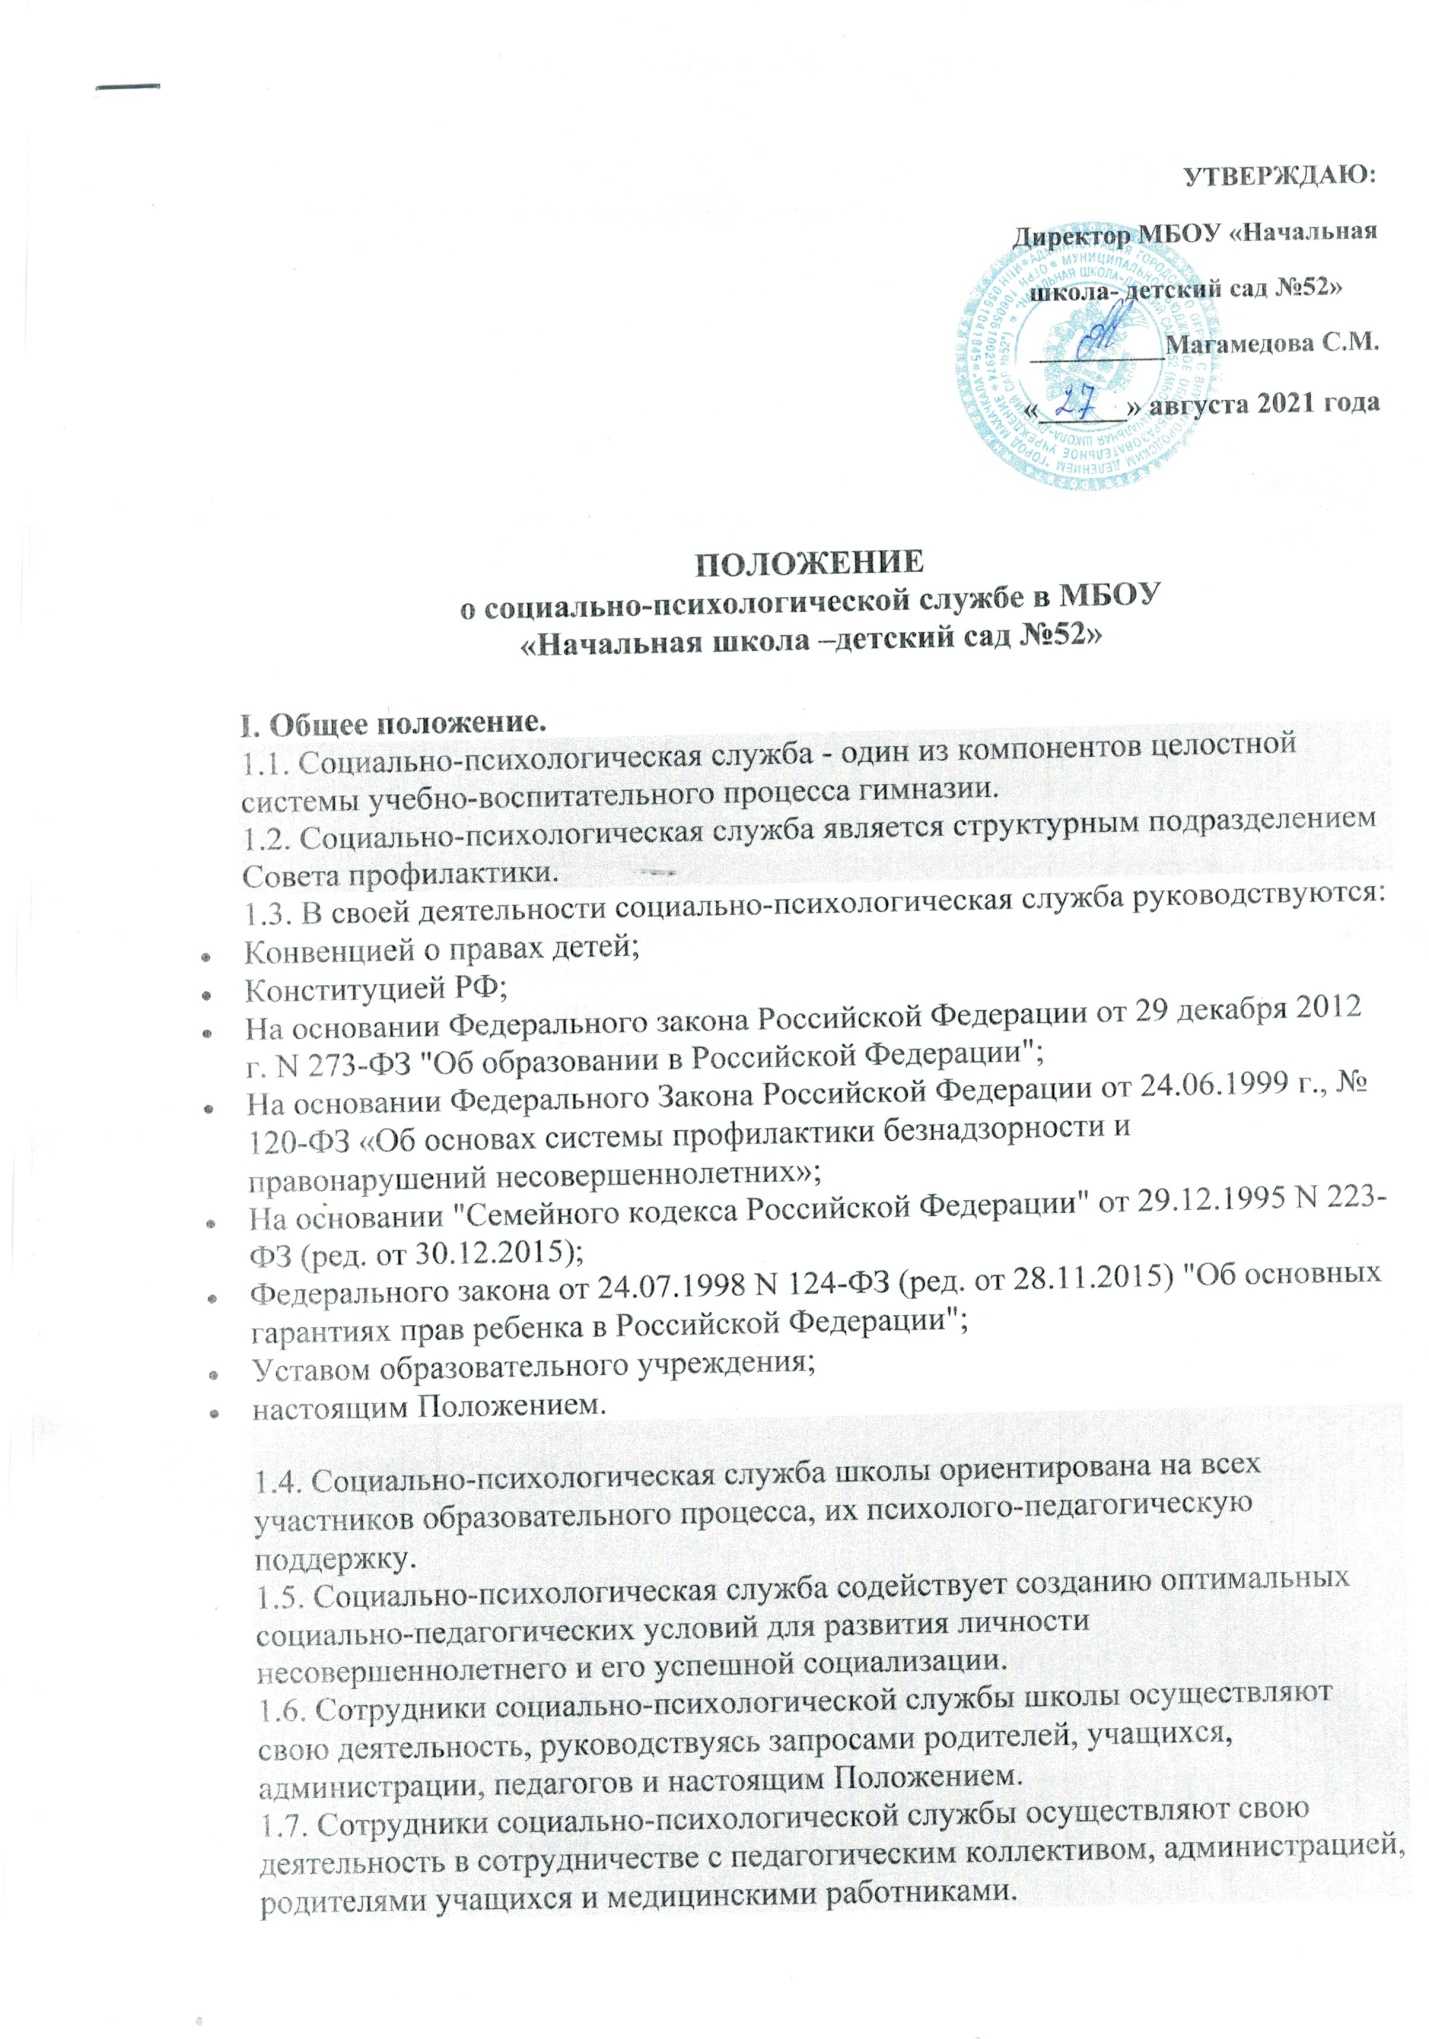 УТВЕРЖДАЮ:
Директор МБОУ «Начальная
школа- детский сад №52»
__________Магамедова С.М.
«__27__» августа 2021 года
ПОЛОЖЕНИЕ
о социально-психологической службе в МБОУ
«Начальная школа –детский сад №52»
I. Общее положение.
1.1. Социально-психологическая служба - один из компонентов целостной
системы учебно-воспитательного процесса гимназии.
1.2. Социально-психологическая служба является структурным подразделением
Совета профилактики.
1.3. В своей деятельности социально-психологическая служба руководствуются:
• Конвенцией о правах детей;
• Конституцией РФ;
• На основании Федерального закона Российской Федерации от 29 декабря 2012
г. N 273-ФЗ "Об образовании в Российской Федерации";
• На основании Федерального Закона Российской Федерации от 24.06.1999 г., №
120-ФЗ «Об основах системы профилактики безнадзорности и
правонарушений несовершеннолетних»;
• На основании "Семейного кодекса Российской Федерации" от 29.12.1995 N 223-
ФЗ (ред. от 30.12.2015);
• Федерального закона от 24.07.1998 N 124-ФЗ (ред. от 28.11.2015) "Об основных
гарантиях прав ребенка в Российской Федерации";
• Уставом образовательного учреждения;
• настоящим Положением.
1.4. Социально-психологическая служба школы ориентирована на всех
участников образовательного процесса, их психолого-педагогическую
поддержку.
1.5. Социально-психологическая служба содействует созданию оптимальных
социально-педагогических условий для развития личности
несовершеннолетнего и его успешной социализации.
1.6. Сотрудники социально-психологической службы школы осуществляют
свою деятельность, руководствуясь запросами родителей, учащихся,
администрации, педагогов и настоящим Положением.
1.7. Сотрудники социально-психологической службы осуществляют свою
деятельность в сотрудничестве с педагогическим коллективом, администрацией,
родителями учащихся и медицинскими работниками.